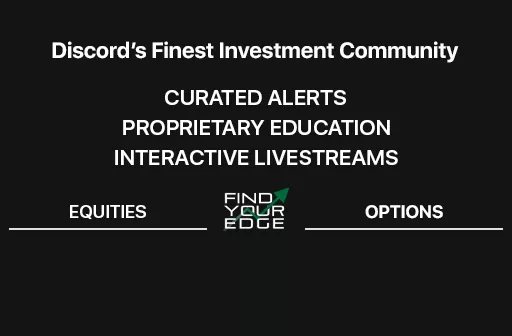 Discord's Finest Investment Community
CURATED ALERTS
PROPRIETARY EDUCATION
INTERACTIVE LIVESTREAMS
EQUITIES
FIND
YOUR
EDGE
OPTIONS